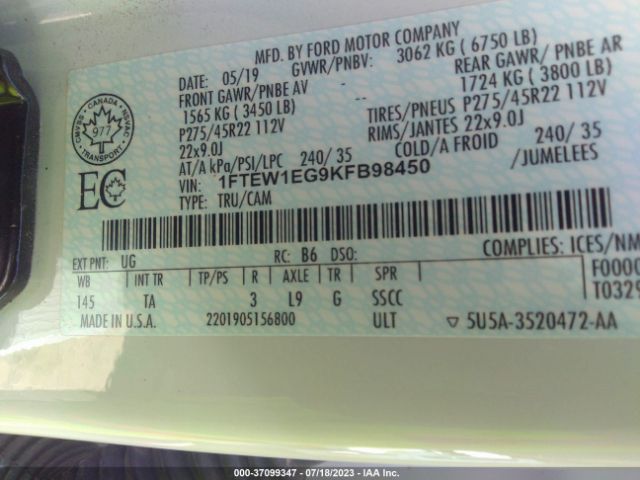 MFD. BY FORD MOTOR COMPANY
DATE: 05/19 GVWR/PNBV: 3062 KG ( 6750 LB)
FRONT GAWR/PNBE AV REAR GAWR/ PNBE AR
1565 KG ( 3450 LB) 1724 KG ( 3800 LB)
P275/45R22 112V TIRES/PNEUS P275/45R22 112V
22x9.0J RIMS/JANTES 22x9.0J
AT/A kPa/PSI/LPC 240/ 35 COLD/A FROID 240/ 35
VIN: 1FTEW1EG9KFB98450 /JUMELEES
TYPE: TRU/CAM
CANADA
977
TRANSPORT
EC
COMPLIES: ICES/NM
EXT PNT: UG RC: B6 DSO:
WB INT TR TP/PS R AXLE TR SPR F000
145 TA 3 L9 G SSCC T0329
MADE IN U.S.A. 2201905156800 ULT ▽ 5U5A-3520472-AA
000-37099347 - 07/18/2023 - IAA Inc.